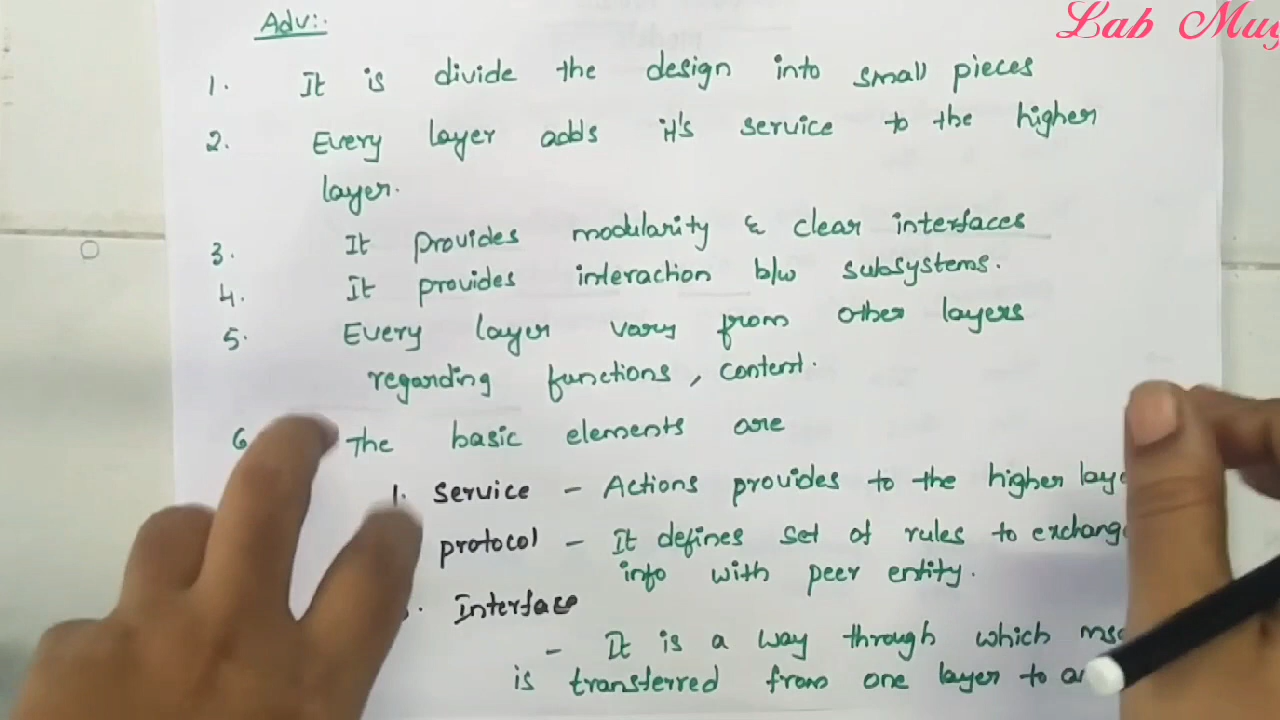 Lab
Adv:-
1. It is divide the design into small pieces
2. Every layer adds it's service to the higher
layer.
3. It provides modularity & clear interfaces
4. It provides interaction b/w subsystems.
5. Every layer vary from other layers
regarding functions, content.
6 The basic elements are
1. Service - Actions provides to the higher
protocol - It defines set of rules to
info with peer entity.
Interface
- It is a way through which
is transferred from one layer to